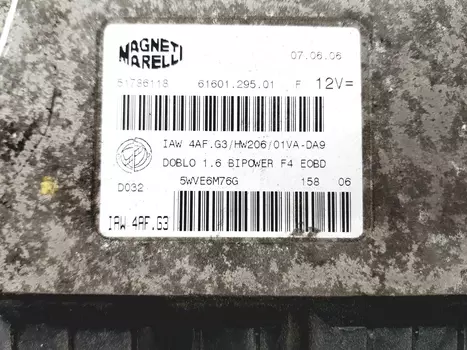 MAGNETI
MARELLI
07.06.06
51786118 61601.295.01 F 12V=
IAW 4AF.G3/HW206/01VA-DA9
DOBLO 1.6 BIPOWER F4 EOBD
D032 5WVE6M76G 158 06
IAW 4AF.G3